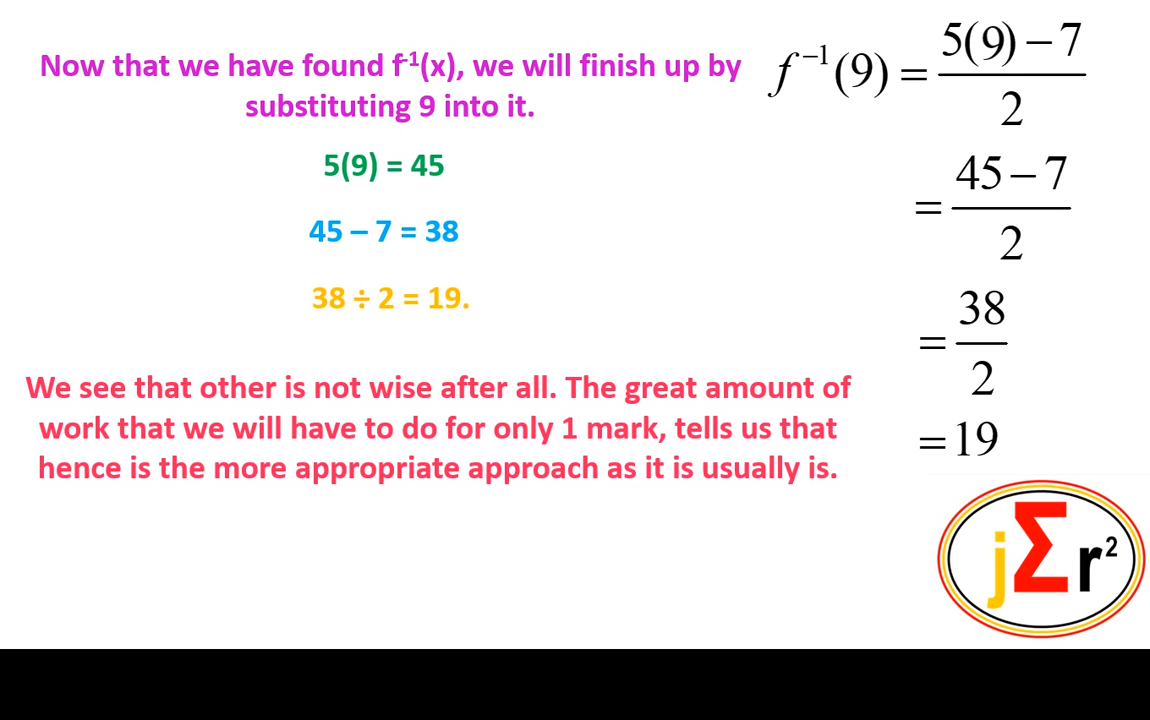 Now that we have found f⁻¹(x), we will finish up by
substituting 9 into it.
5(9) = 45
45 – 7 = 38
38 ÷ 2 = 19.
We see that other is not wise after all. The great amount of
work that we will have to do for only 1 mark, tells us that
hence is the more appropriate approach as it is usually is.
f⁻¹(9) = (5(9) – 7)/2
= (45 – 7)/2
= 38/2
= 19
jΣr²